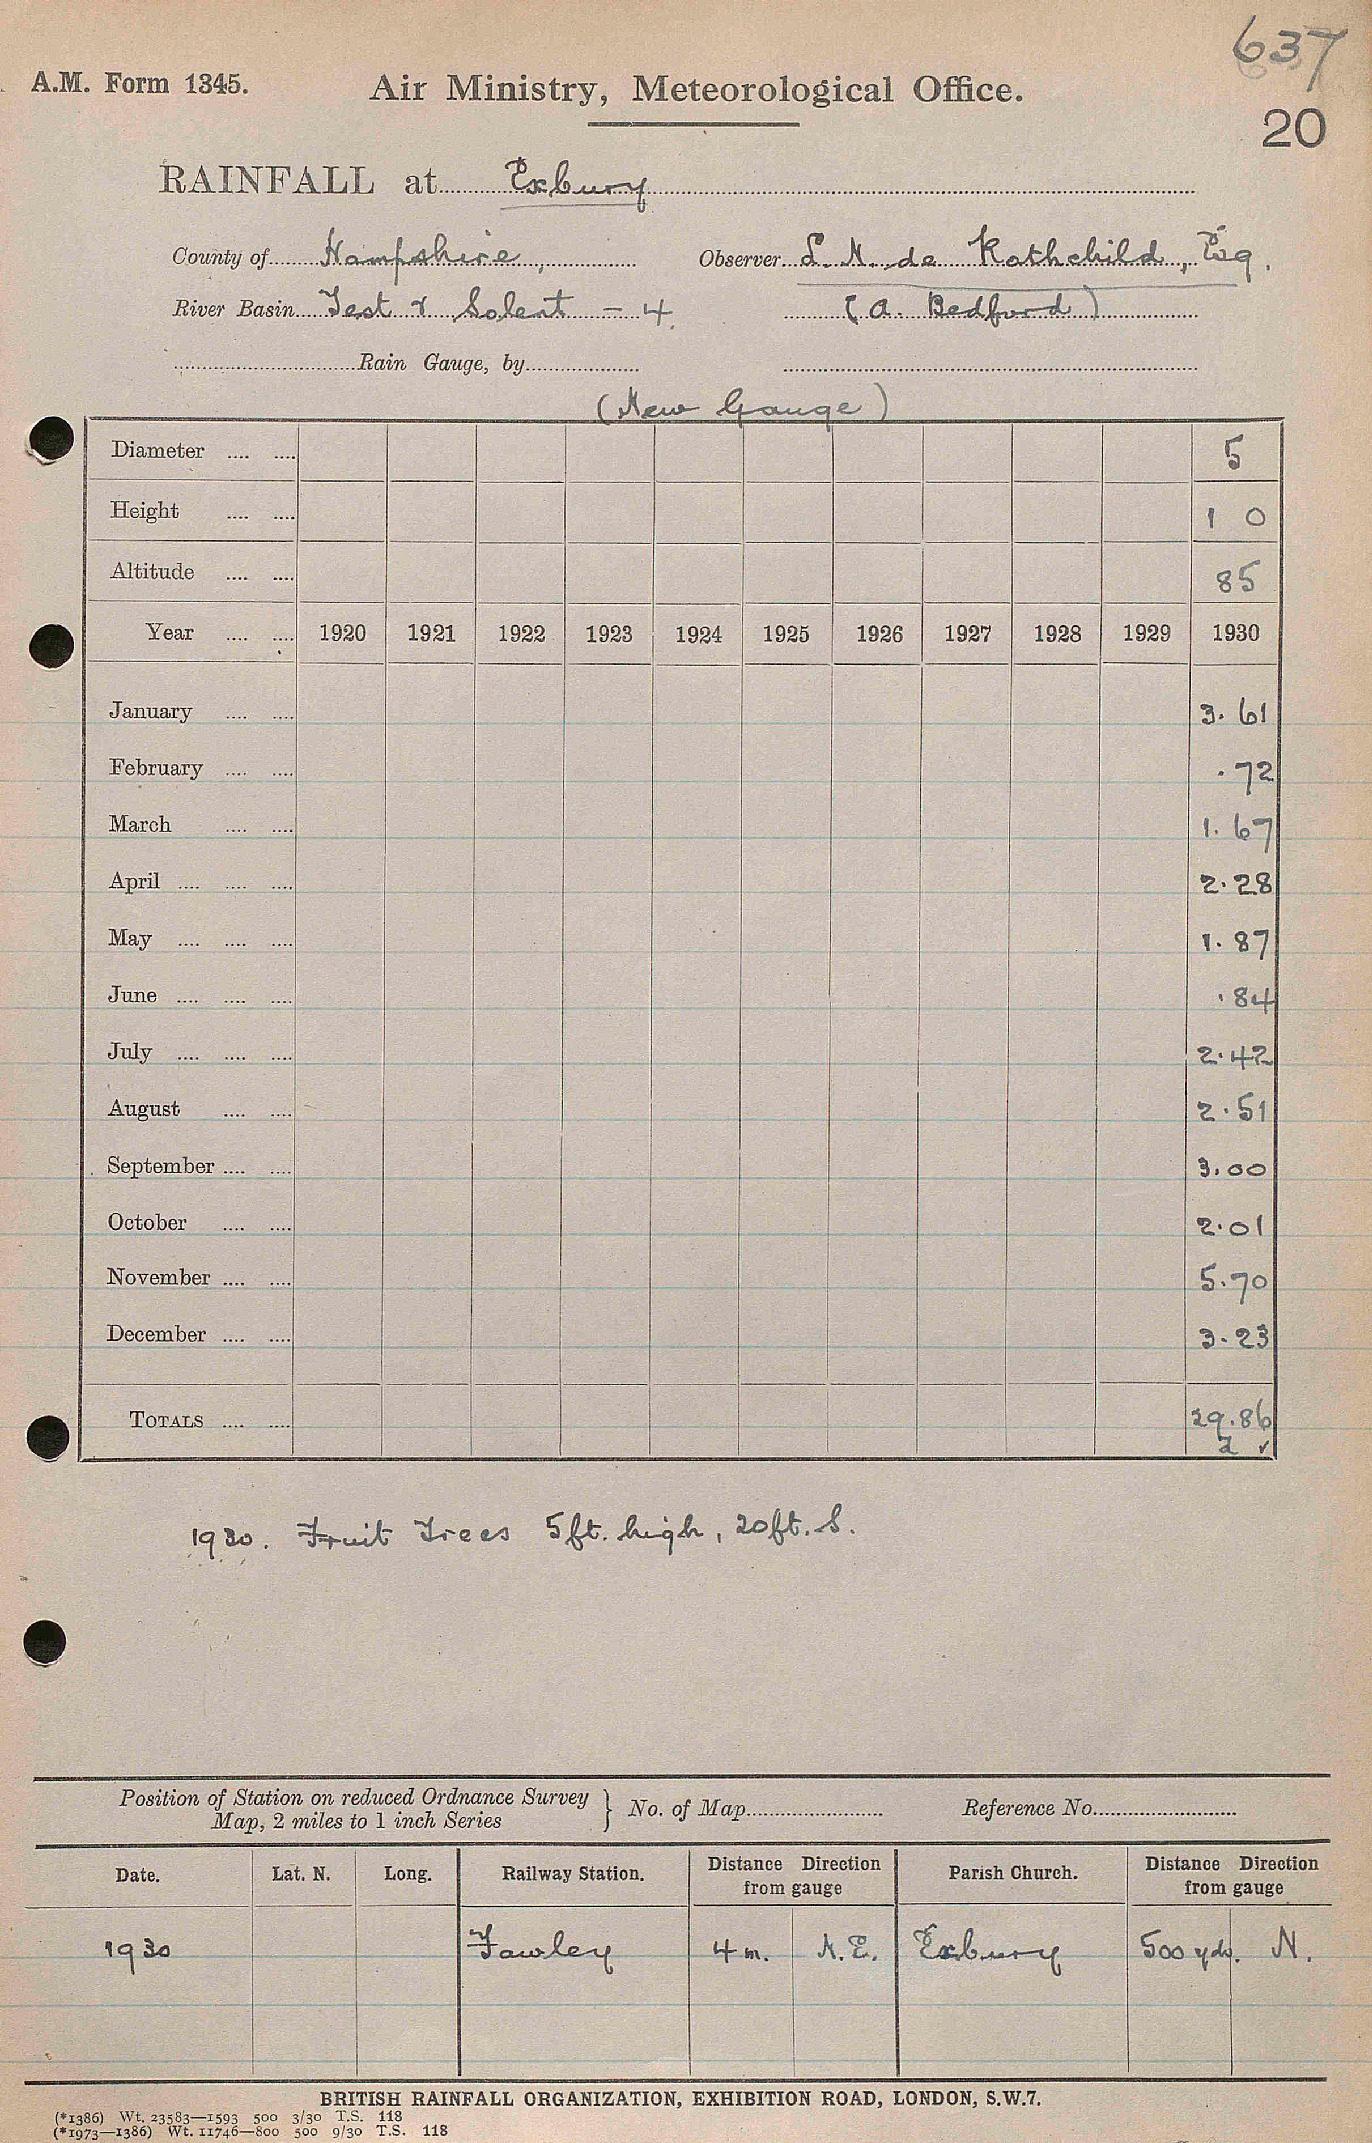 637
A.M. Form 1345. Air Ministry, Meteorological Office.
20
RAINFALL at Exbury
County of Hampshire, Observer L. N. de Rothchild, Esq.
River Basin Test & Solent - 4. (A. Bedford)
Rain Gauge, by
(New Gauge)
Diameter .... .... 5
Height .... .... 1 0
Altitude .... .... 85
Year .... .... 1920 1921 1922 1923 1924 1925 1926 1927 1928 1929 1930
January .... .... 3.61
February .... .... .72
March .... .... 1.67
April .... .... .... 2.28
May .... .... .... 1.87
June .... .... .... .84
July .... .... .... 2.42
August .... .... 2.51
September .... .... 3.00
October .... .... 2.01
November .... .... 5.70
December .... .... 3.23
TOTALS .... .... 29.86
2 ✓
1930. Fruit Trees 5ft. high, 20ft. S.
Position of Station on reduced Ordnance Survey
Map, 2 miles to 1 inch Series } No. of Map Reference No.
Date. Lat. N. Long. Railway Station. Distance Direction from gauge Parish Church. Distance Direction from gauge
1930 Fawley 4 m. N.E. Exbury 500 yds. N.
BRITISH RAINFALL ORGANIZATION, EXHIBITION ROAD, LONDON, S.W.7.
(*1386) Wt. 23583—1593 500 3/30 T.S. 118
(*1973—1386) Wt. 11746—800 500 9/30 T.S. 118